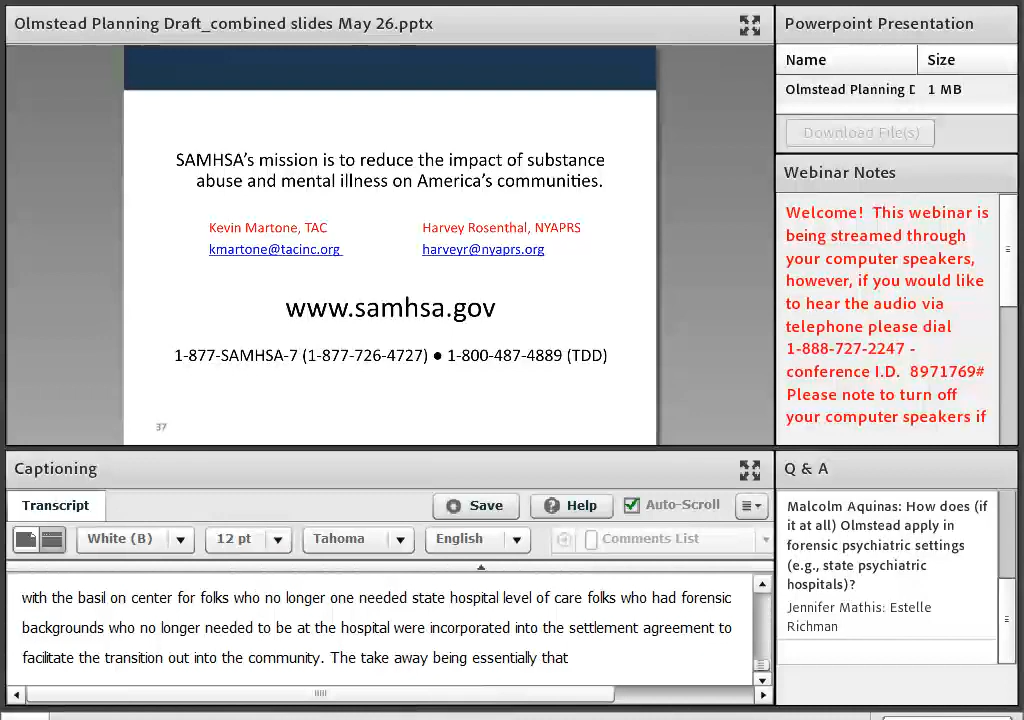 Olmstead Planning Draft_combined slides May 26.pptx
SAMHSA's mission is to reduce the impact of substance
abuse and mental illness on America's communities.
Kevin Martone, TAC
kmartone@tacinc.org
Harvey Rosenthal, NYAPRS
harveyr@nyaprs.org
www.samhsa.gov
1-877-SAMHSA-7 (1-877-726-4727) ● 1-800-487-4889 (TDD)
37
Powerpoint Presentation
Name Size
Olmstead Planning D 1 MB
Download File(s)
Webinar Notes
Welcome! This webinar is
being streamed through
your computer speakers,
however, if you would like
to hear the audio via
telephone please dial
1-888-727-2247 -
conference I.D. 8971769#
Please note to turn off
your computer speakers if
Captioning
Transcript
Save
Help
Auto-Scroll
White (B)
12 pt
Tahoma
English
Comments List
with the basil on center for folks who no longer one needed state hospital level of care folks who had forensic
backgrounds who no longer needed to be at the hospital were incorporated into the settlement agreement to
facilitate the transition out into the community. The take away being essentially that
Q & A
Malcolm Aquinas: How does (if
it at all) Olmstead apply in
forensic psychiatric settings
(e.g., state psychiatric
hospitals)?
Jennifer Mathis: Estelle
Richman